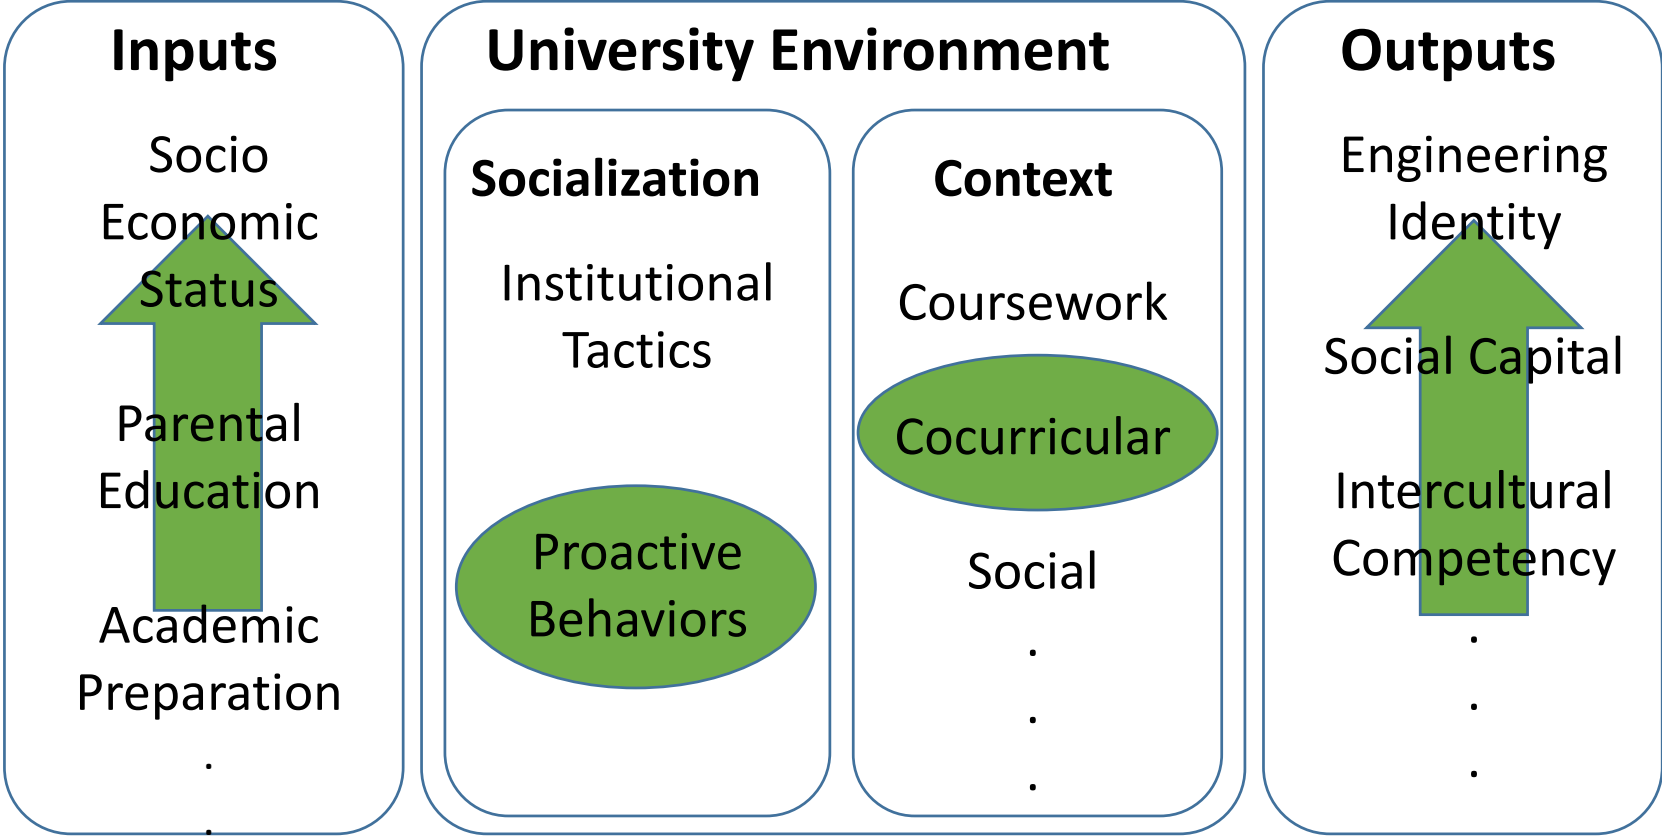 Inputs
Socio
Economic
Status
Parental
Education
Academic
Preparation
.
.
University Environment
Socialization
Institutional
Tactics
Proactive
Behaviors
Context
Coursework
Cocurricular
Social
.
.
.
Outputs
Engineering
Identity
Social Capital
Intercultural
Competency
.
.
.